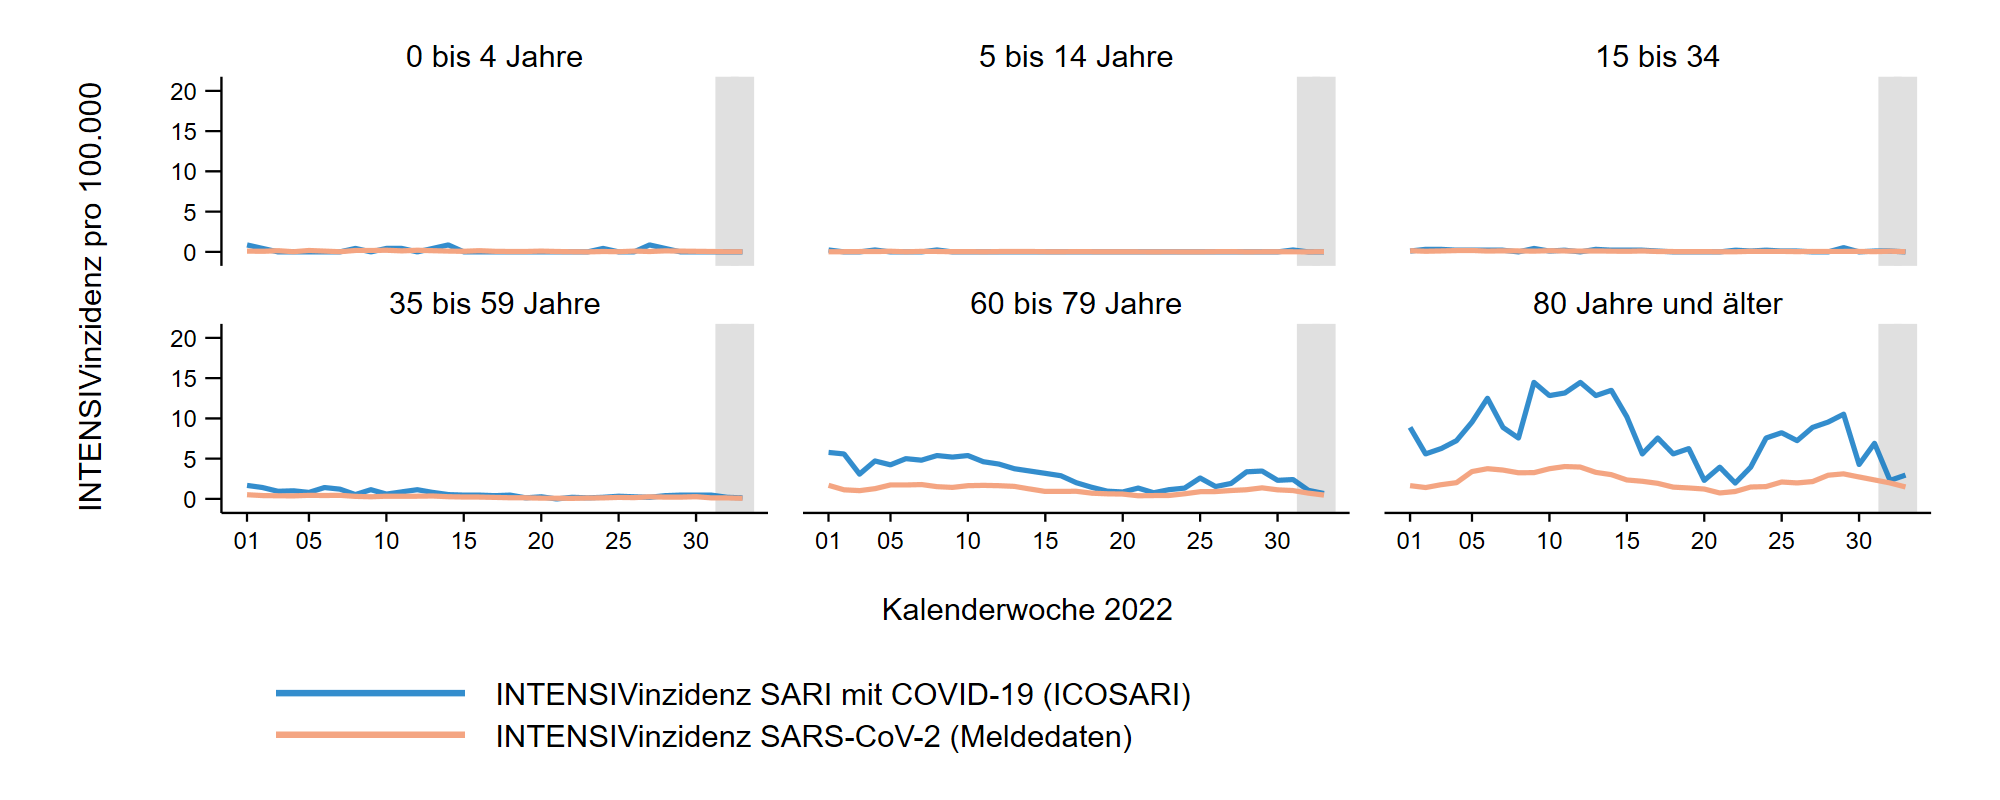 0 bis 4 Jahre
5 bis 14 Jahre
15 bis 34
INTENSIVinzidenz pro 100.000
20
15
10
5
0
35 bis 59 Jahre
60 bis 79 Jahre
80 Jahre und älter
20
15
10
5
0
01 05 10 15 20 25 30
01 05 10 15 20 25 30
01 05 10 15 20 25 30
Kalenderwoche 2022
INTENSIVinzidenz SARI mit COVID-19 (ICOSARI)
INTENSIVinzidenz SARS-CoV-2 (Meldedaten)